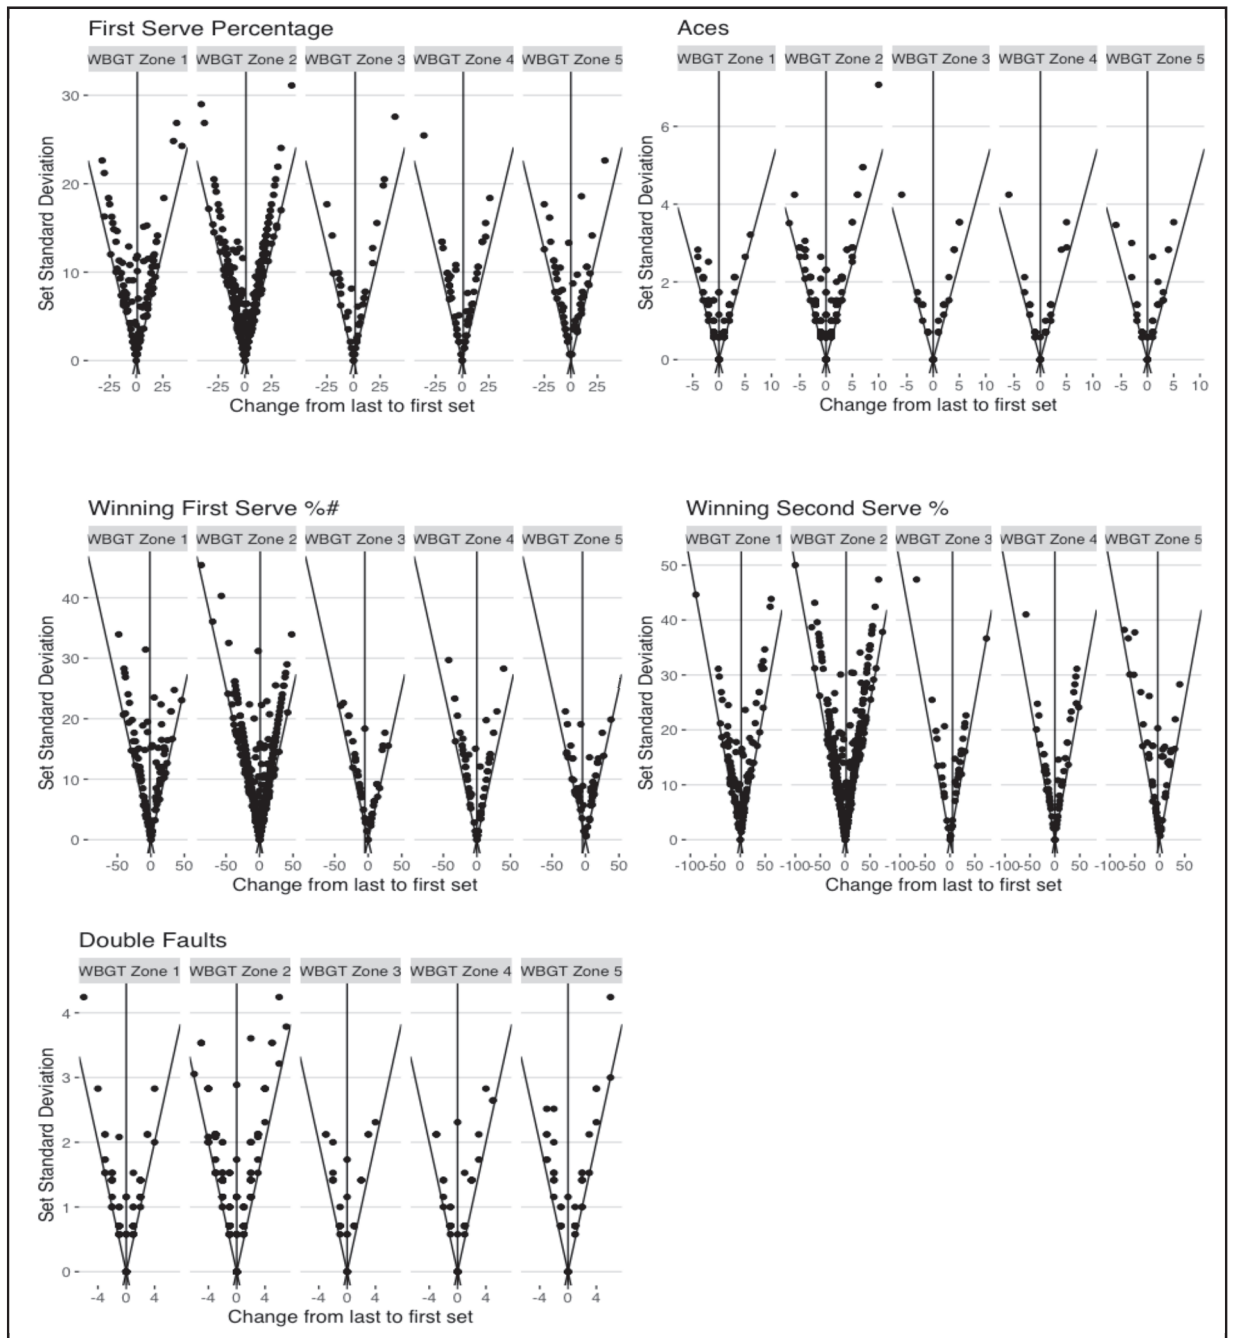 First Serve Percentage
WBGT Zone 1 WBGT Zone 2 WBGT Zone 3 WBGT Zone 4 WBGT Zone 5
Set Standard Deviation
30
20
10
0
-25 0 25 -25 0 25 -25 0 25 -25 0 25 -25 0 25
Change from last to first set
Aces
WBGT Zone 1 WBGT Zone 2 WBGT Zone 3 WBGT Zone 4 WBGT Zone 5
Set Standard Deviation
6
4
2
0
-5 0 5 10 -5 0 5 10 -5 0 5 10 -5 0 5 10 -5 0 5 10
Change from last to first set
Winning First Serve %#
WBGT Zone 1 WBGT Zone 2 WBGT Zone 3 WBGT Zone 4 WBGT Zone 5
Set Standard Deviation
40
30
20
10
0
-50 0 50 -50 0 50 -50 0 50 -50 0 50 -50 0 50
Change from last to first set
Winning Second Serve %
WBGT Zone 1 WBGT Zone 2 WBGT Zone 3 WBGT Zone 4 WBGT Zone 5
Set Standard Deviation
50
40
30
20
10
0
-100-50 0 50 -100-50 0 50 -100-50 0 50 -100-50 0 50 -100-50 0 50
Change from last to first set
Double Faults
WBGT Zone 1 WBGT Zone 2 WBGT Zone 3 WBGT Zone 4 WBGT Zone 5
Set Standard Deviation
4
3
2
1
0
-4 0 4 -4 0 4 -4 0 4 -4 0 4 -4 0 4
Change from last to first set